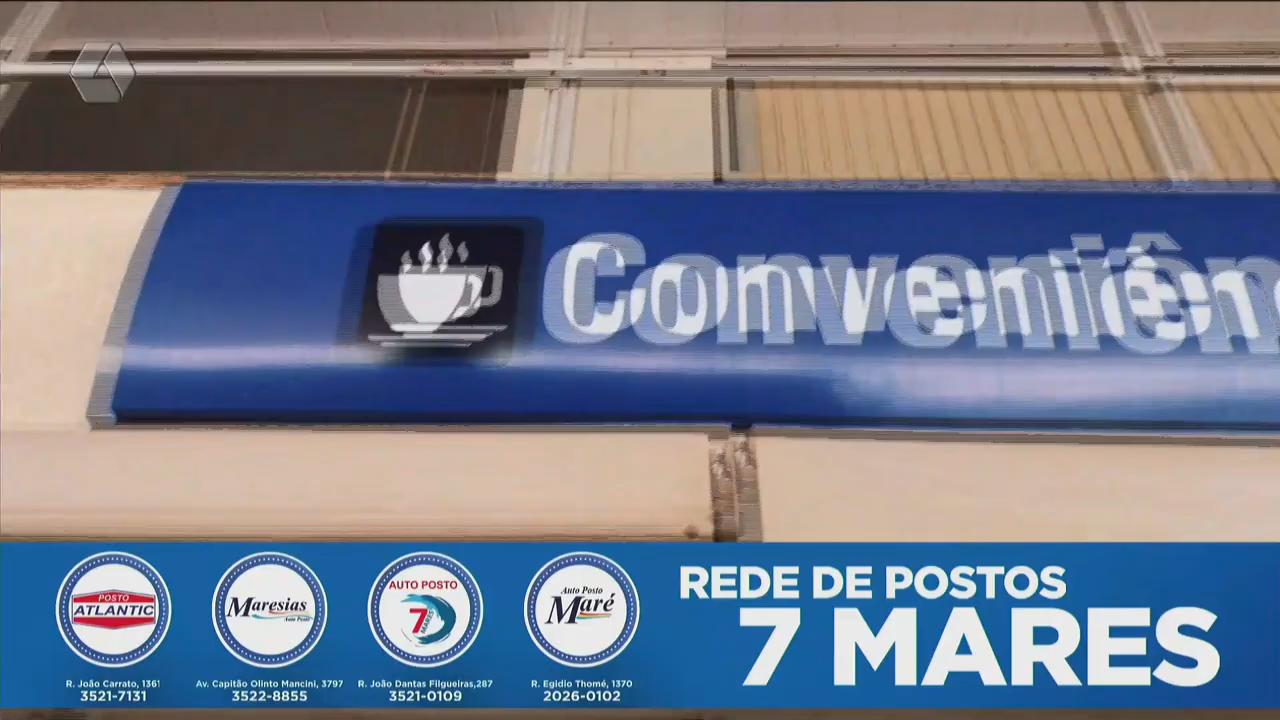 Conveniên
POSTO
ATLANTIC
R. João Carrato, 1361
3521-7131
Maresias
Auto Posto
Av. Capitão Olinto Mancini, 3797
3522-8855
AUTO POSTO
7
MARES
R. João Dantas Filgueiras,287
3521-0109
Auto Posto
Maré
R. Egidio Thomé, 1370
2026-0102
REDE DE POSTOS
7 MARES